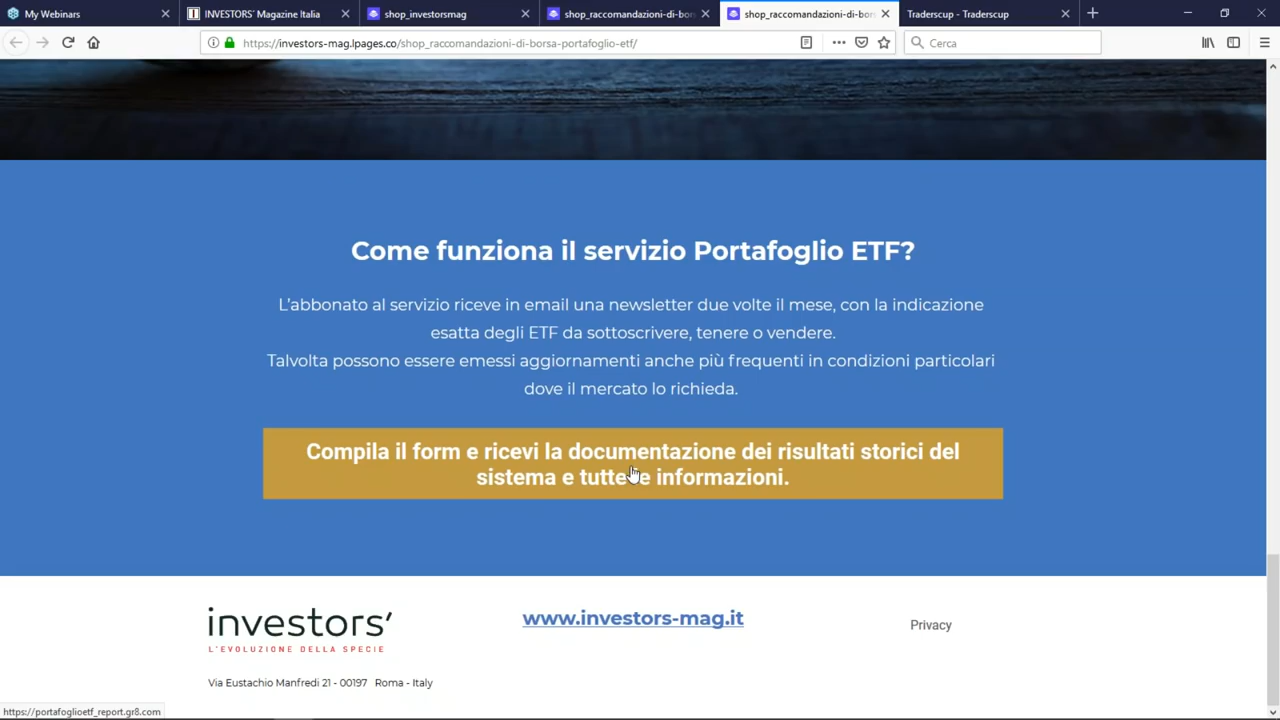 My Webinars
INVESTORS' Magazine Italia
shop_investorsmag
shop_raccomandazioni-di-bor
shop_raccomandazioni-di-bors
Traderscup - Traderscup
https://investors-mag.lpages.co/shop_raccomandazioni-di-borsa-portafoglio-etf/
Cerca
Come funziona il servizio Portafoglio ETF?
L'abbonato al servizio riceve in email una newsletter due volte il mese, con la indicazione
esatta degli ETF da sottoscrivere, tenere o vendere.
Talvolta possono essere emessi aggiornamenti anche più frequenti in condizioni particolari
dove il mercato lo richieda.
Compila il form e ricevi la documentazione dei risultati storici del
sistema e tutte le informazioni.
investors'
L'EVOLUZIONE DELLA SPECIE
www.investors-mag.it
Privacy
Via Eustachio Manfredi 21 - 00197 Roma - Italy
https://portafoglioetf_report.gr8.com